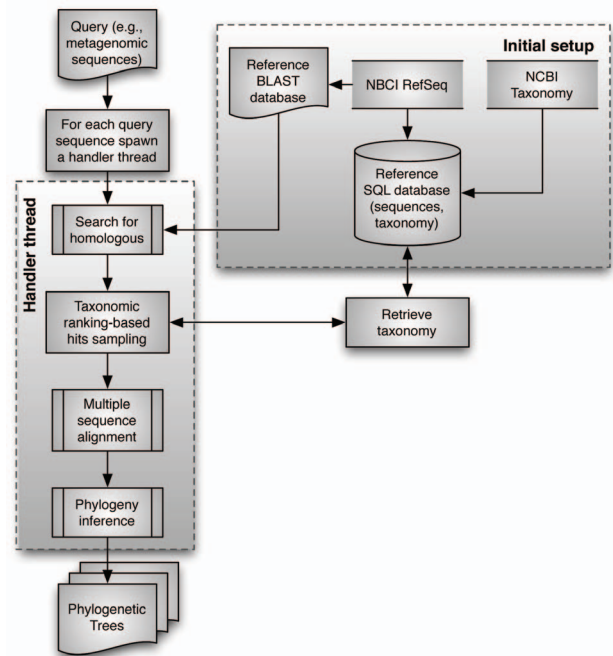 Query (e.g.,
metagenomic
sequences)
For each query
sequence spawn
a handler thread
Handler thread
Search for
homologous
Taxonomic
ranking-based
hits sampling
Multiple
sequence
alignment
Phylogeny
inference
Phylogenetic
Trees
Initial setup
Reference
BLAST
database
NBCI RefSeq
NCBI
Taxonomy
Reference
SQL database
(sequences,
taxonomy)
Retrieve
taxonomy